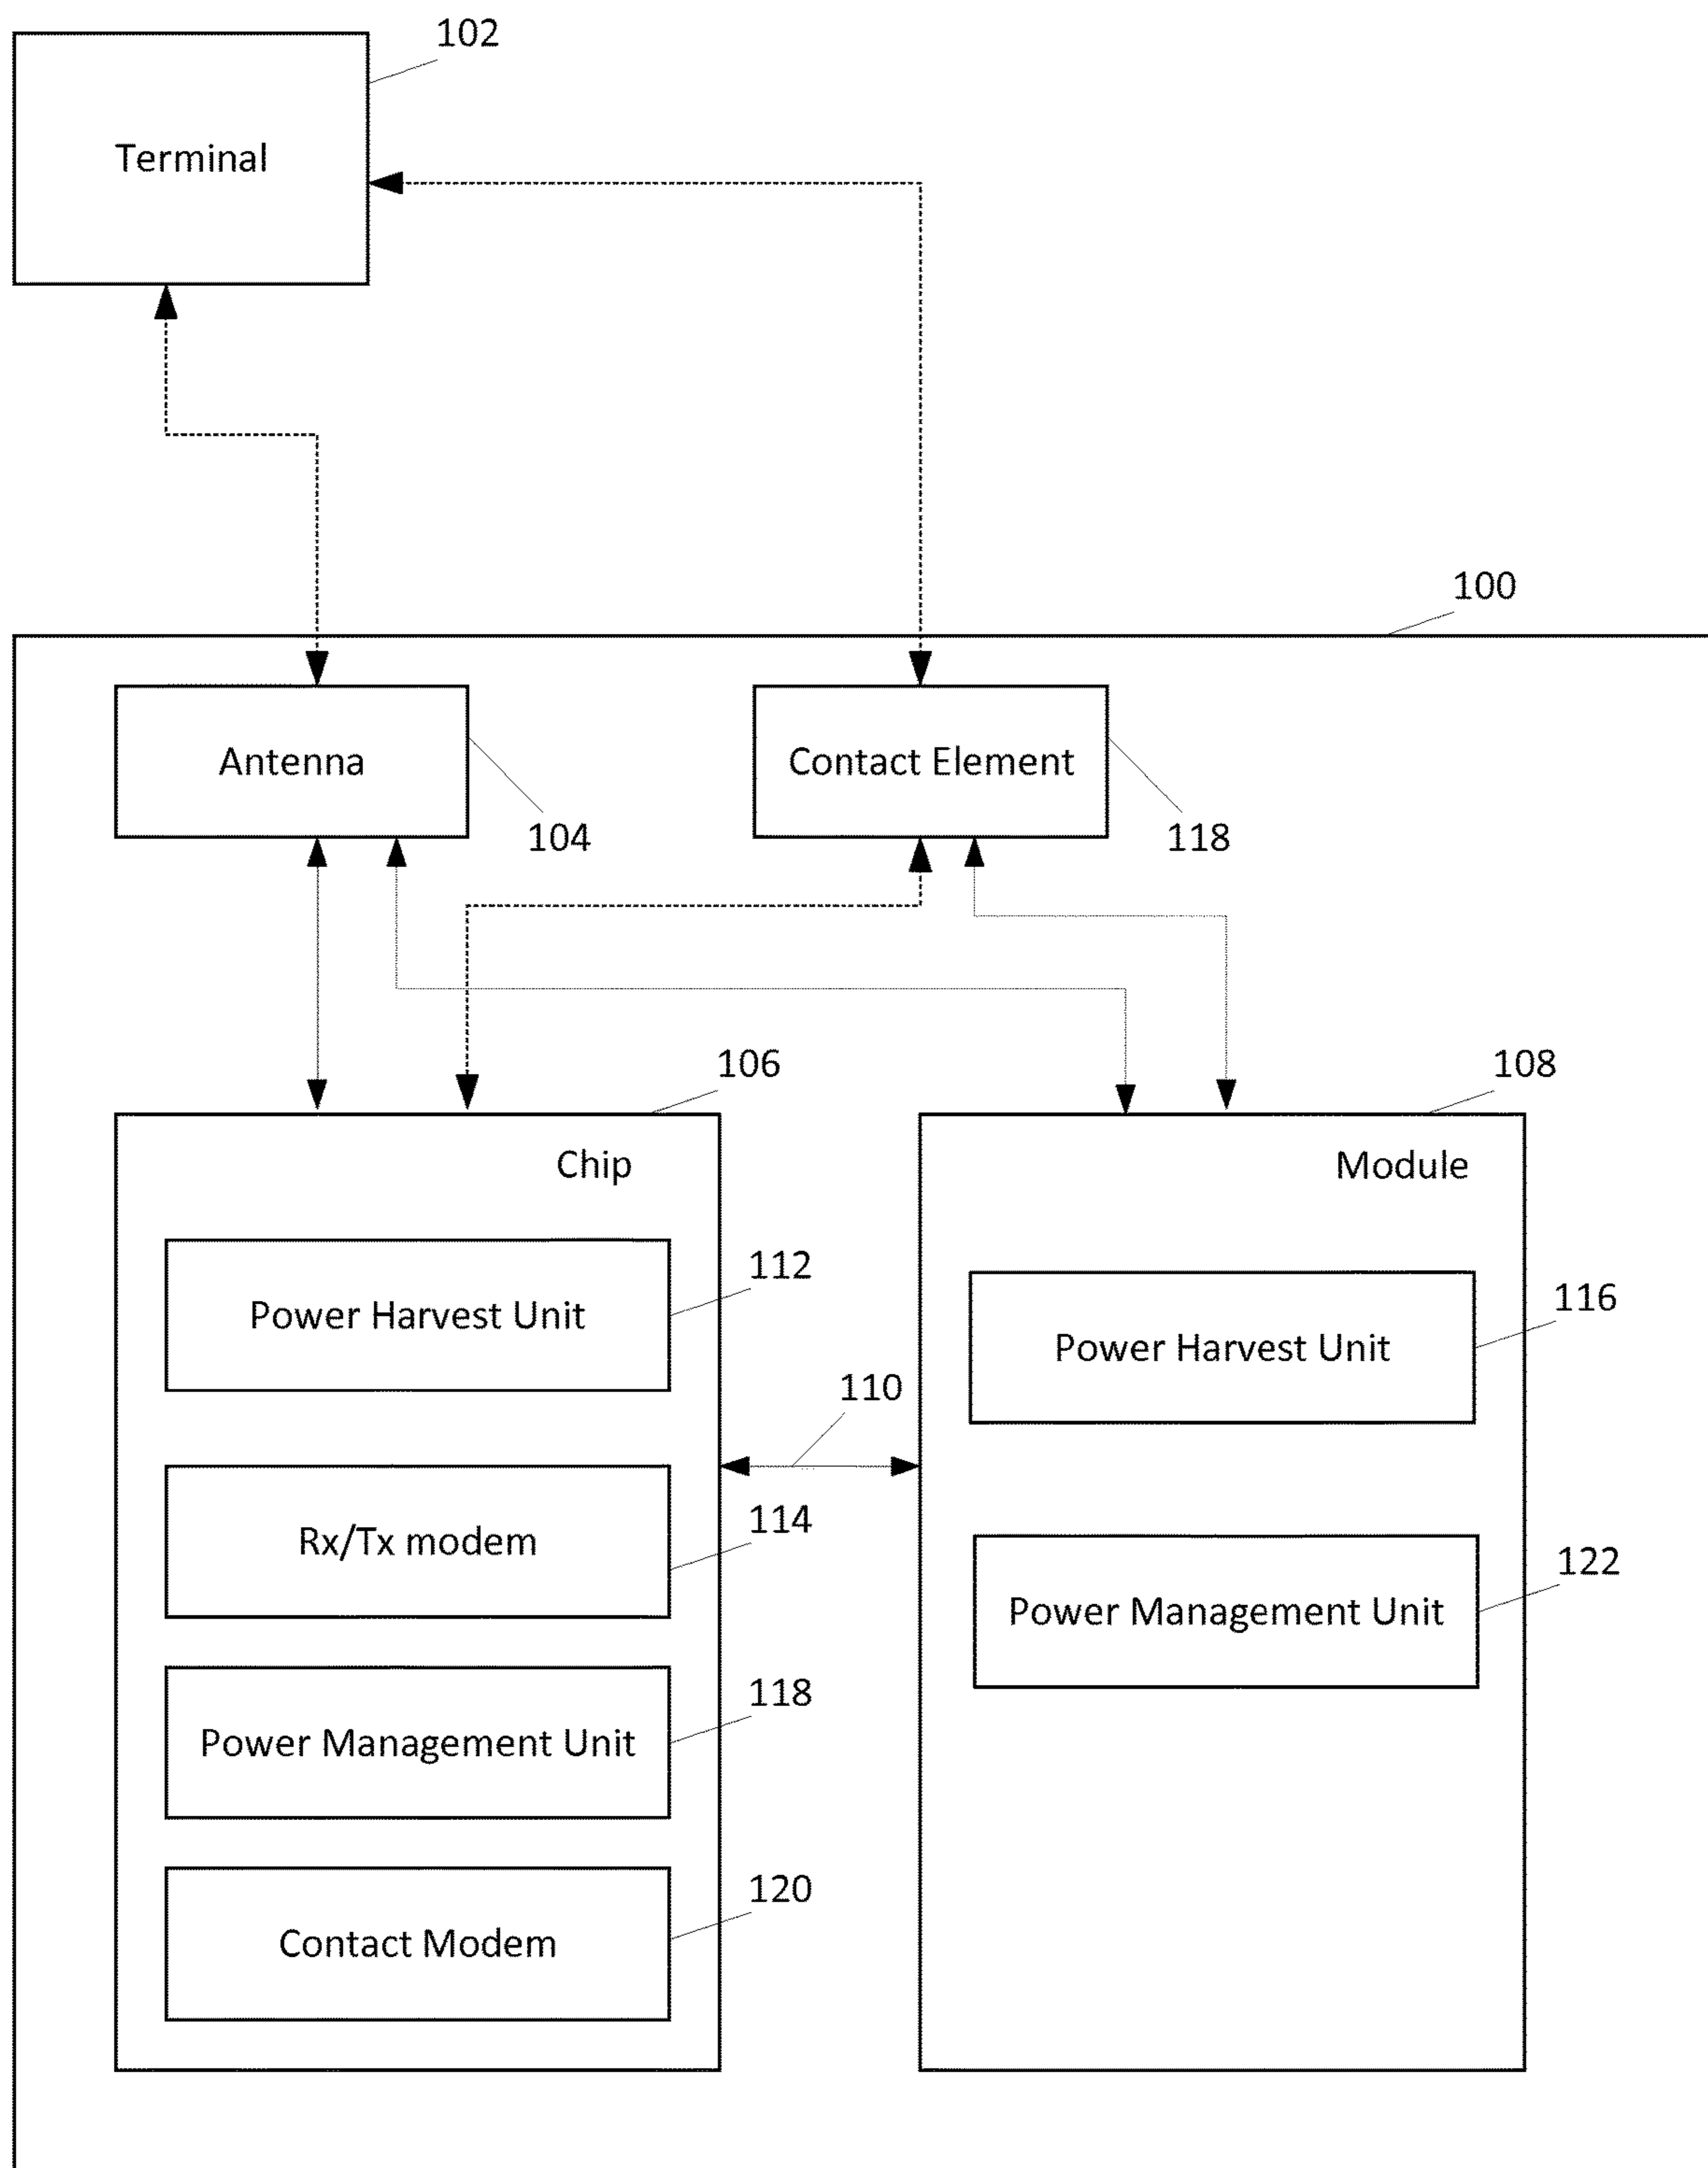 102
Terminal
100
Antenna
Contact Element
104
118
106
108
Chip
Module
112
Power Harvest Unit
116
Power Harvest Unit
110
114
Rx/Tx modem
122
Power Management Unit
118
Power Management Unit
120
Contact Modem